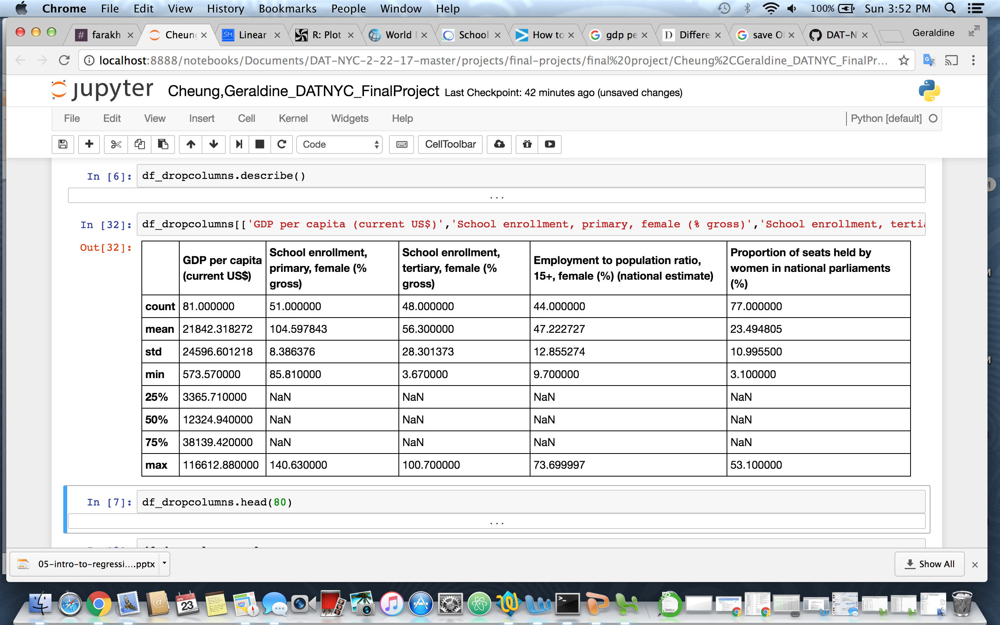 Chrome File Edit View History Bookmarks People Window Help 100% Sun 3:52 PM
# farakh Cheung SM Linear R: Plot World D School How to gdp pe D Differe save Ol DAT-N Geraldine
localhost:8888/notebooks/Documents/DAT-NYC-2-22-17-master/projects/final-projects/final%20project/Cheung%2CGeraldine_DATNYC_FinalPr...
jupyter Cheung,Geraldine_DATNYC_FinalProject Last Checkpoint: 42 minutes ago (unsaved changes)
File Edit View Insert Cell Kernel Widgets Help Python [default]
Code CellToolbar
In [6]: df_dropcolumns.describe()
...
In [32]: df_dropcolumns[['GDP per capita (current US$)','School enrollment, primary, female (% gross)','School enrollment, tertia
Out[32]:
GDP per capita
(current US$)
School enrollment,
primary, female (%
gross)
School enrollment,
tertiary, female (%
gross)
Employment to population ratio,
15+, female (%) (national estimate)
Proportion of seats held by
women in national parliaments
(%)
count 81.000000 51.000000 48.000000 44.000000 77.000000
mean 21842.318272 104.597843 56.300000 47.222727 23.494805
std 24596.601218 8.386376 28.301373 12.855274 10.995500
min 573.570000 85.810000 3.670000 9.700000 3.100000
25% 3365.710000 NaN NaN NaN NaN
50% 12324.940000 NaN NaN NaN NaN
75% 38139.420000 NaN NaN NaN NaN
max 116612.880000 140.630000 100.700000 73.699997 53.100000
In [7]: df_dropcolumns.head(80)
...
05-intro-to-regressi....pptx Show All
APR
23
280
SHELL